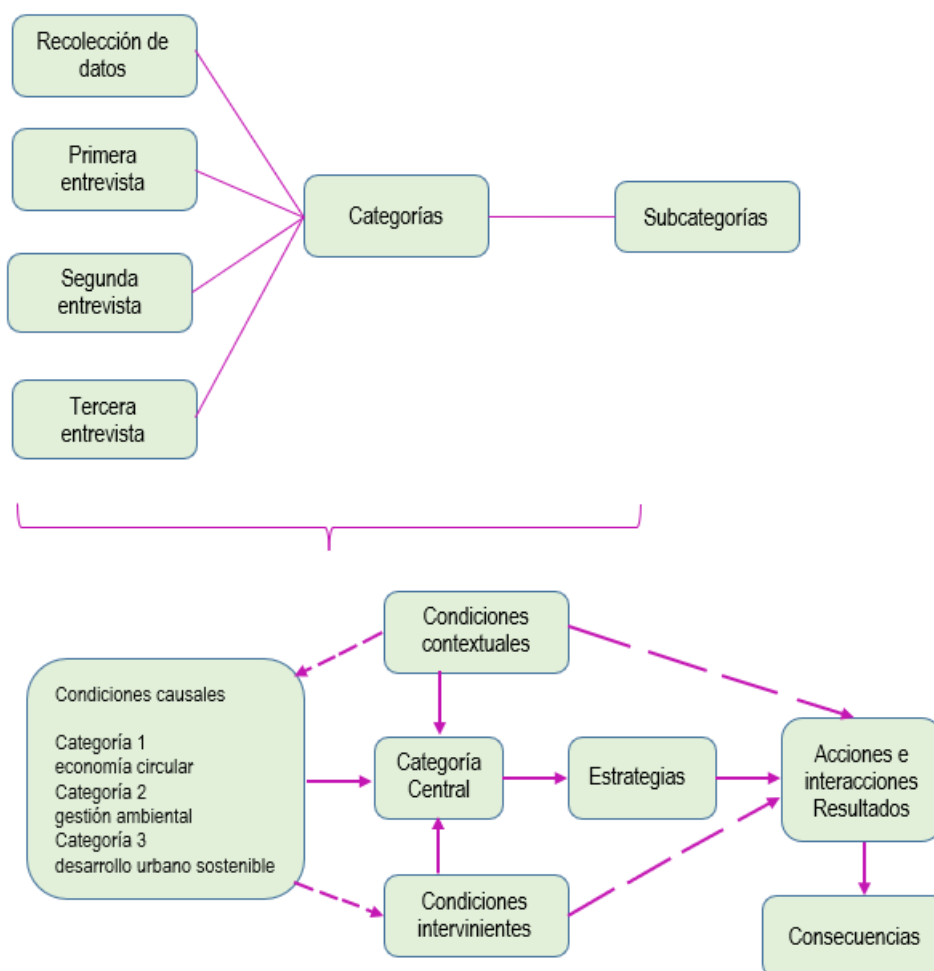 Recolección de
datos
Primera
entrevista
Categorías
Subcategorías
Segunda
entrevista
Tercera
entrevista
Condiciones
contextuales
Condiciones causales
Categoría 1
economía circular
Categoría 2
gestión ambiental
Categoría 3
desarrollo urbano sostenible
Categoría
Central
Estrategias
Acciones e
interacciones
Resultados
Condiciones
intervinientes
Consecuencias